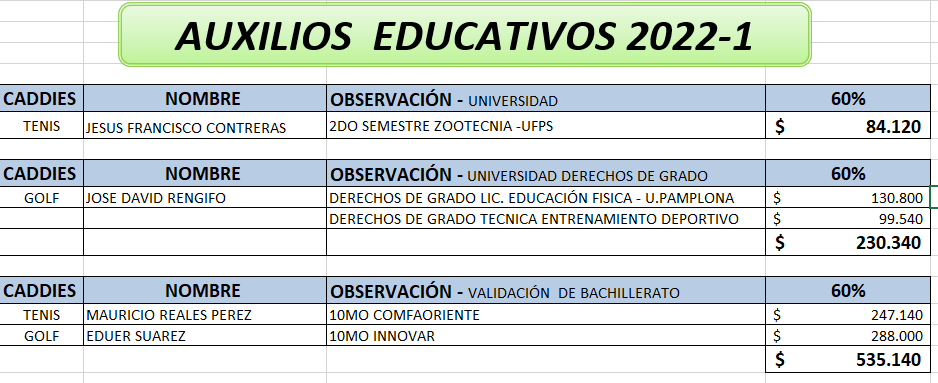 AUXILIOS EDUCATIVOS 2022-1
CADDIES NOMBRE OBSERVACIÓN - UNIVERSIDAD 60%
TENIS JESUS FRANCISCO CONTRERAS 2DO SEMESTRE ZOOTECNIA -UFPS $ 84.120
CADDIES NOMBRE OBSERVACIÓN - UNIVERSIDAD DERECHOS DE GRADO 60%
GOLF JOSE DAVID RENGIFO DERECHOS DE GRADO LIC. EDUCACIÓN FISICA - U.PAMPLONA $ 130.800
DERECHOS DE GRADO TECNICA ENTRENAMIENTO DEPORTIVO $ 99.540
$ 230.340
CADDIES NOMBRE OBSERVACIÓN - VALIDACIÓN DE BACHILLERATO 60%
TENIS MAURICIO REALES PEREZ 10MO COMFAORIENTE $ 247.140
GOLF EDUER SUAREZ 10MO INNOVAR $ 288.000
$ 535.140